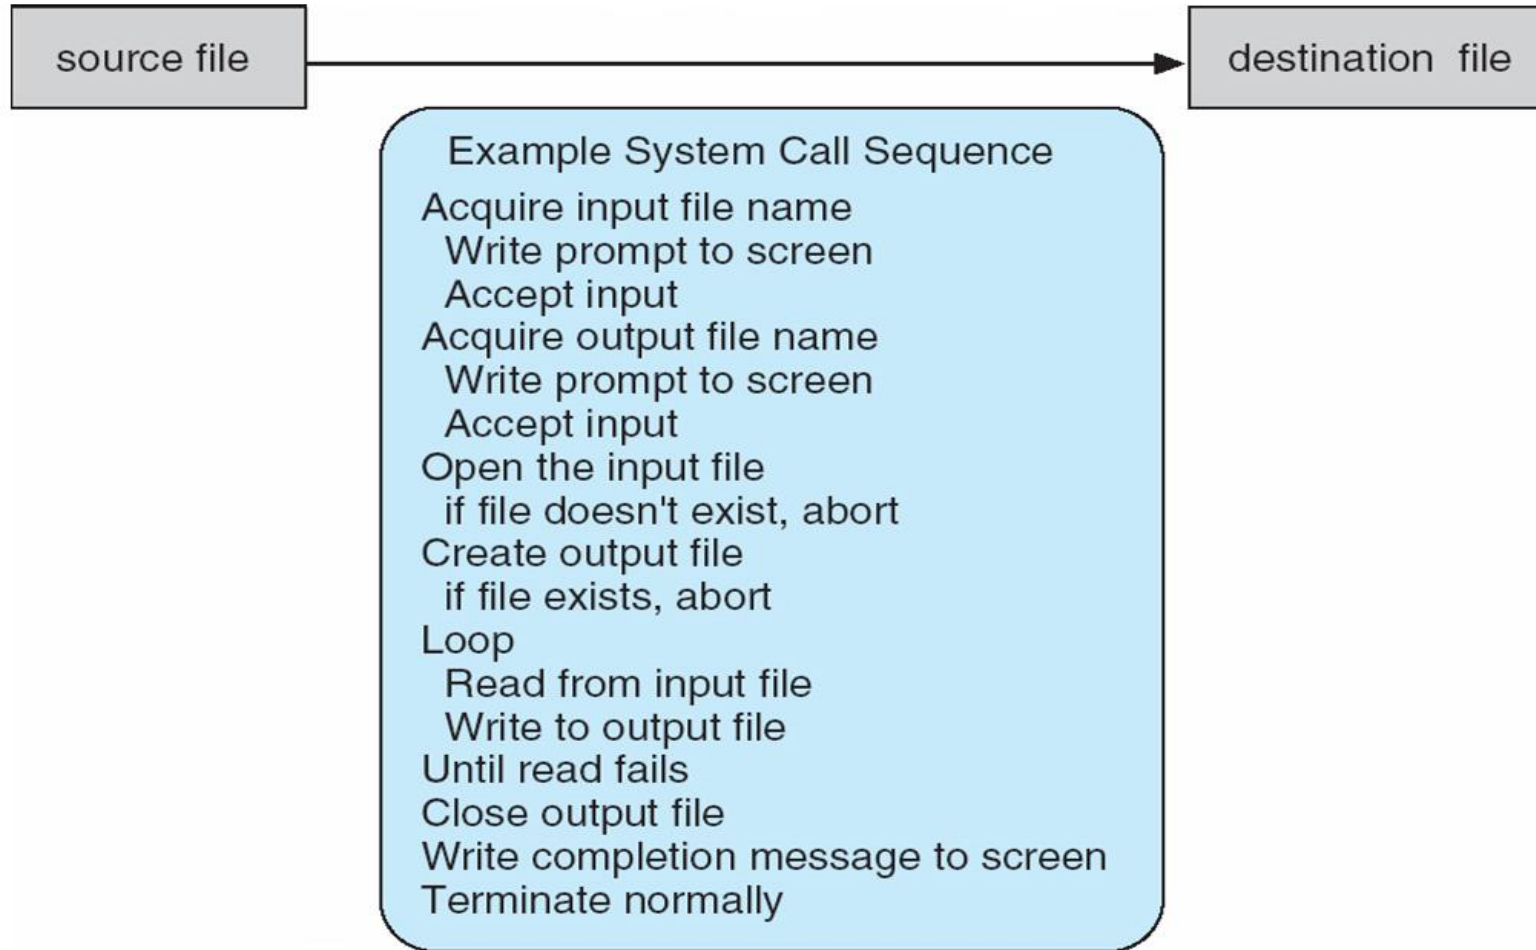 source file
destination file
Example System Call Sequence
Acquire input file name
Write prompt to screen
Accept input
Acquire output file name
Write prompt to screen
Accept input
Open the input file
if file doesn't exist, abort
Create output file
if file exists, abort
Loop
Read from input file
Write to output file
Until read fails
Close output file
Write completion message to screen
Terminate normally